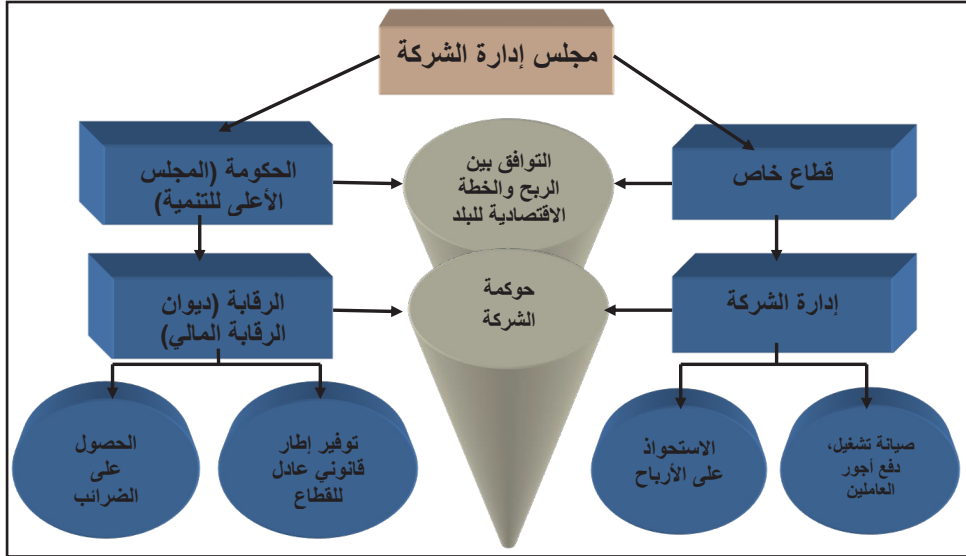 مجلس إدارة الشركة
قطاع خاص
التوافق بين
الربح والخطة
الاقتصادية للبلد
الحكومة (المجلس
الأعلى للتنمية)
إدارة الشركة
حوكمة
الشركة
الرقابة (ديوان
الرقابة المالي)
صيانة تشغيل،
دفع أجور
العاملين
الاستحواذ
على الأرباح
توفير إطار
قانوني عادل
للقطاع
الحصول
على
الضرائب